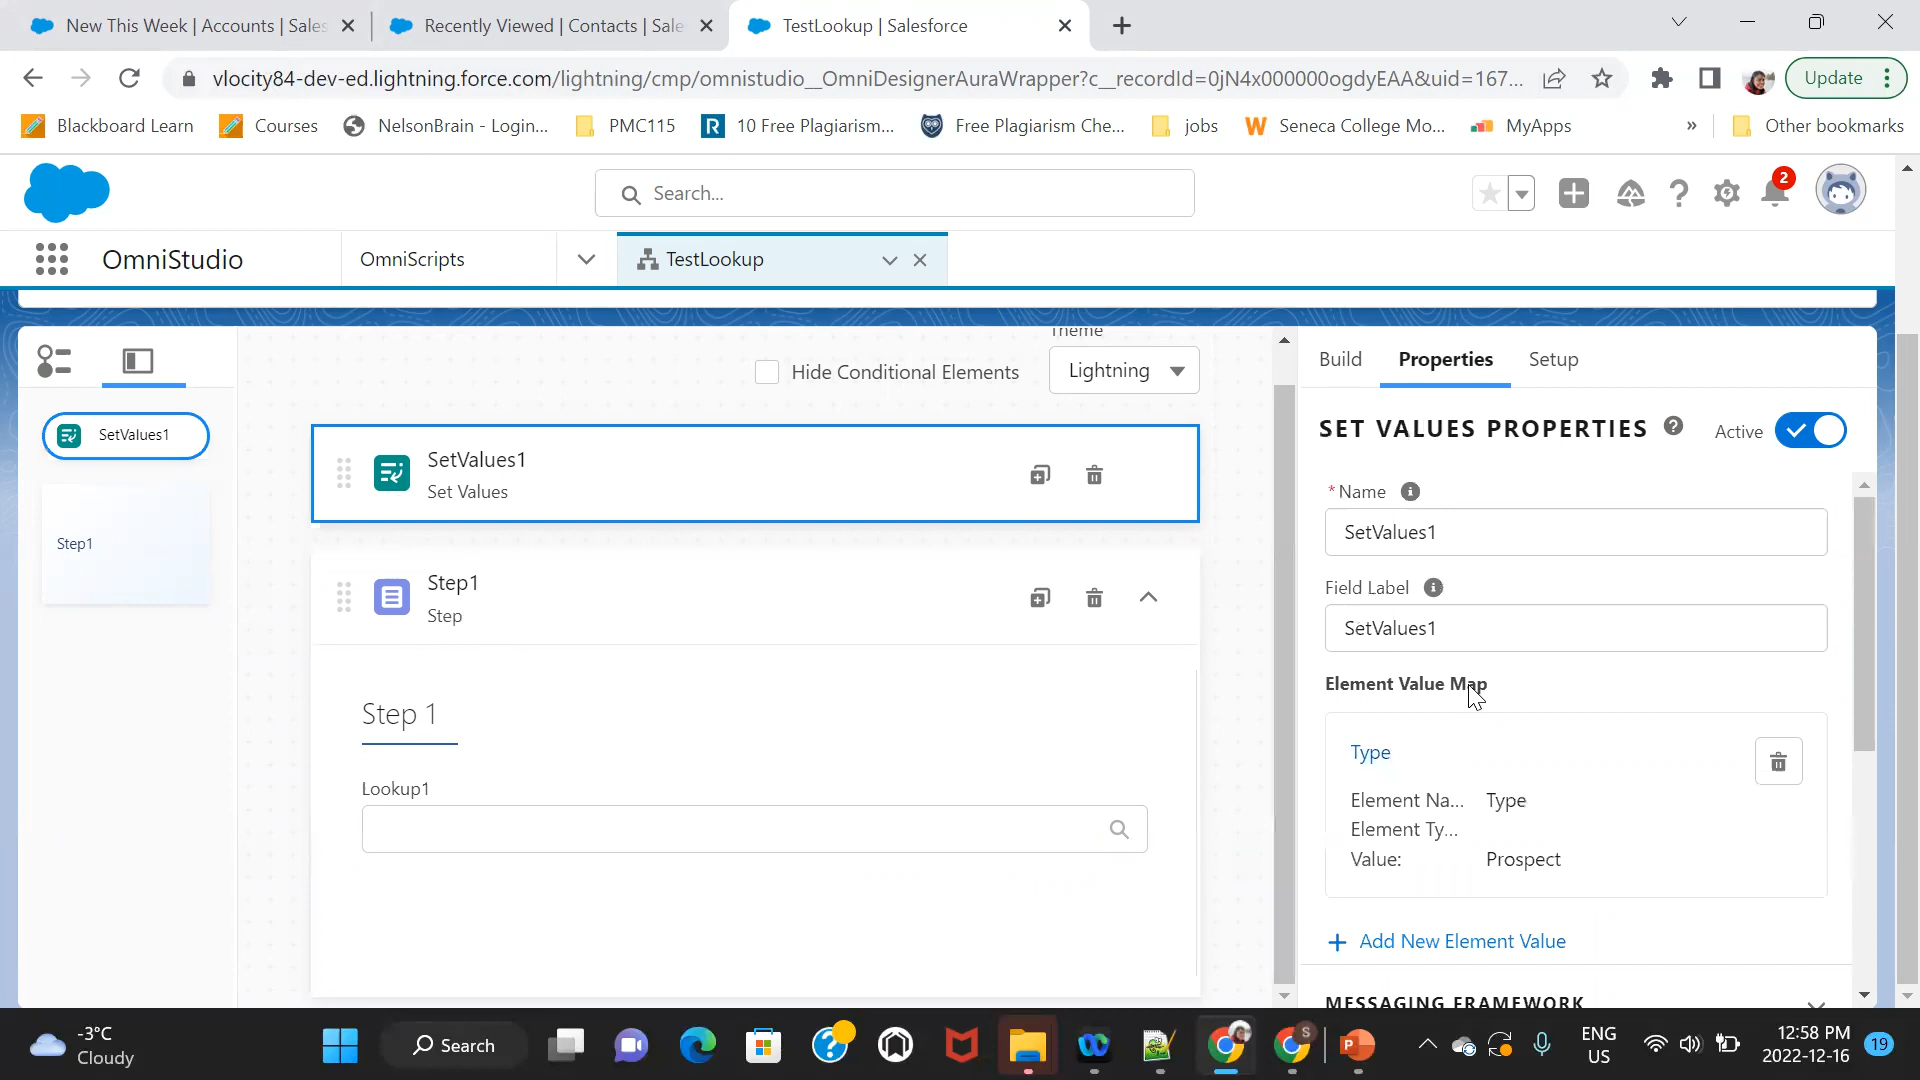 New This Week | Accounts | Sales
Recently Viewed | Contacts | Sale
TestLookup | Salesforce
vlocity84-dev-ed.lightning.force.com/lightning/cmp/omnistudio__OmniDesignerAuraWrapper?c__recordId=0jN4x000000ogdyEAA&uid=167...
Update
Blackboard Learn
Courses
NelsonBrain - Login...
PMC115
R
10 Free Plagiarism...
Free Plagiarism Che...
jobs
W
Seneca College Mo...
MyApps
»
Other bookmarks
Search...
2
OmniStudio
OmniScripts
TestLookup
Theme
Hide Conditional Elements
Lightning
Build
Properties
Setup
SetValues1
SetValues1
Set Values
SET VALUES PROPERTIES
Active
Step1
Step1
Step
*Name
SetValues1
Field Label
SetValues1
Element Value Map
Step 1
Lookup1
Type
Element Na... Type
Element Ty...
Value: Prospect
+ Add New Element Value
MESSAGING FRAMEWORK
-3°C
Cloudy
Search
S
ENG
US
12:58 PM
2022-12-16
19